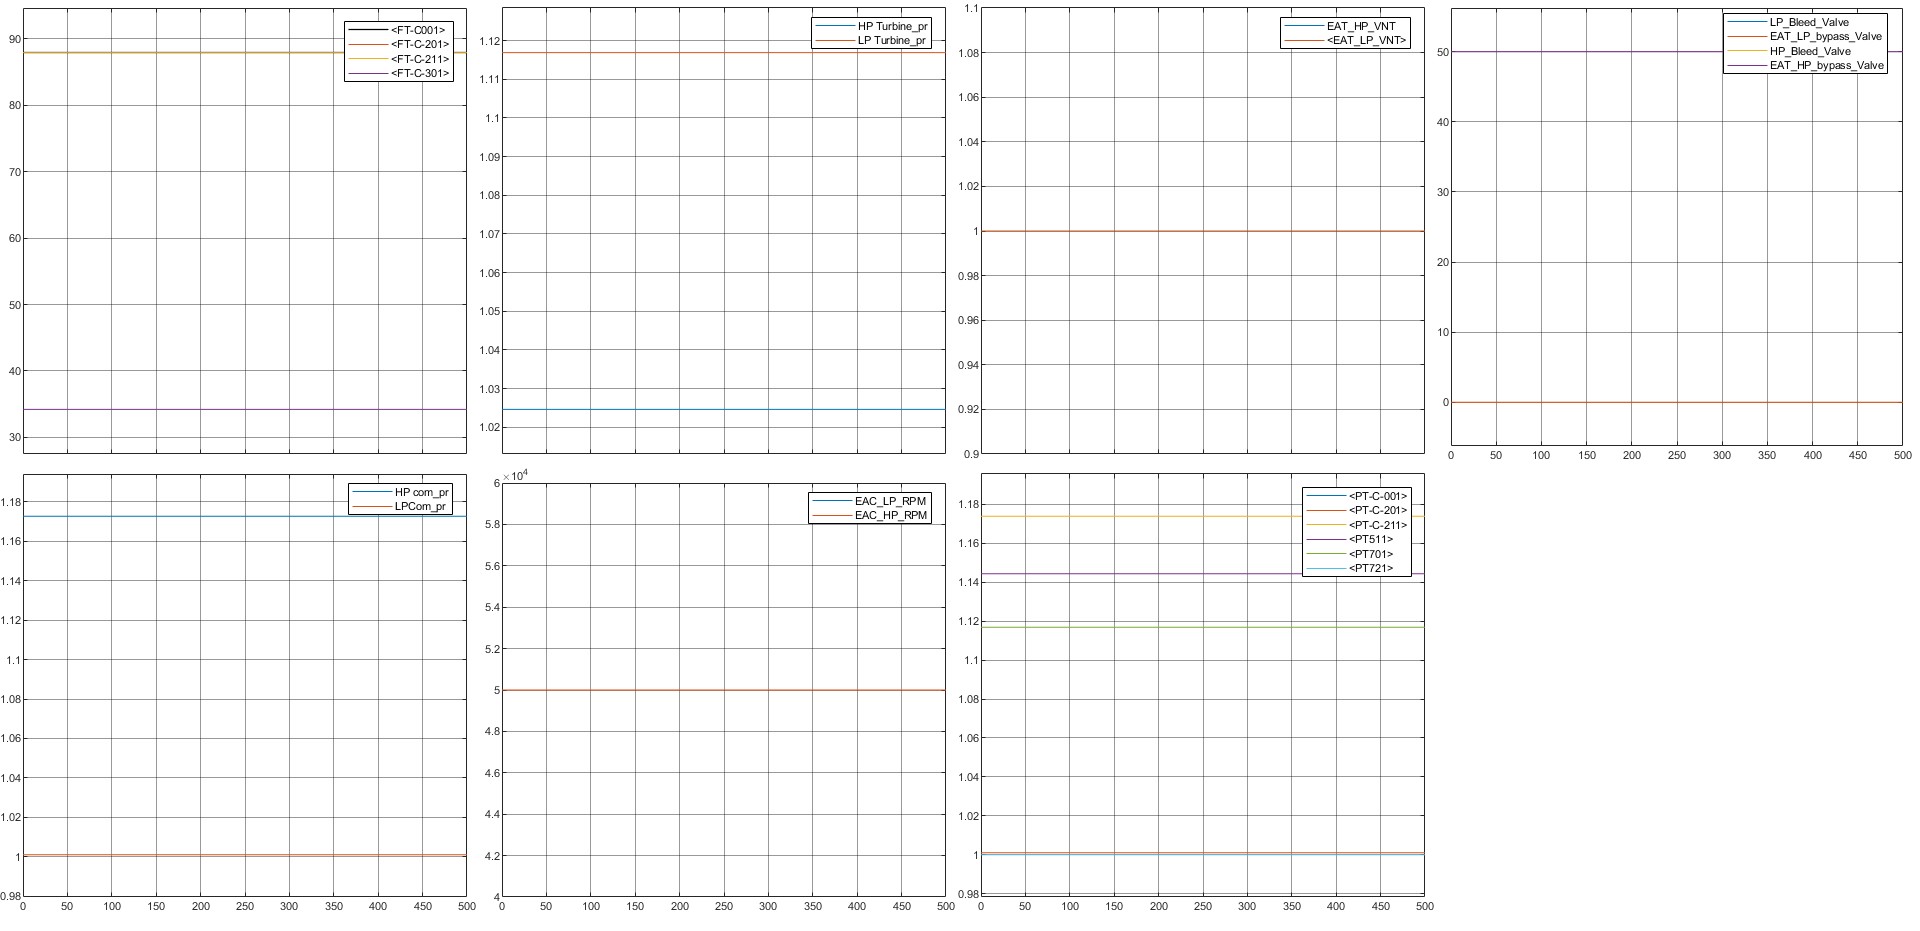 90
80
70
60
50
40
30
<FT-C001>
<FT-C-201>
<FT-C-211>
<FT-C-301>
1.12
1.11
1.1
1.09
1.08
1.07
1.06
1.05
1.04
1.03
1.02
HP Turbine_pr
LP Turbine_pr
1.1
1.08
1.06
1.04
1.02
1
0.98
0.96
0.94
0.92
0.9
EAT_HP_VNT
<EAT_LP_VNT>
50
40
30
20
10
0
LP_Bleed_Valve
EAT_LP_bypass_Valve
HP_Bleed_Valve
EAT_HP_bypass_Valve
0 50 100 150 200 250 300 350 400 450 500
1.18
1.16
1.14
1.12
1.1
1.08
1.06
1.04
1.02
1
0.98
HP com_pr
LPCom_pr
0 50 100 150 200 250 300 350 400 450 500
×10⁴
6
5.8
5.6
5.4
5.2
5
4.8
4.6
4.4
4.2
4
EAC_LP_RPM
EAC_HP_RPM
0 50 100 150 200 250 300 350 400 450 500
1.18
1.16
1.14
1.12
1.1
1.08
1.06
1.04
1.02
1
0.98
<PT-C-001>
<PT-C-201>
<PT-C-211>
<PT511>
<PT701>
<PT721>
0 50 100 150 200 250 300 350 400 450 500